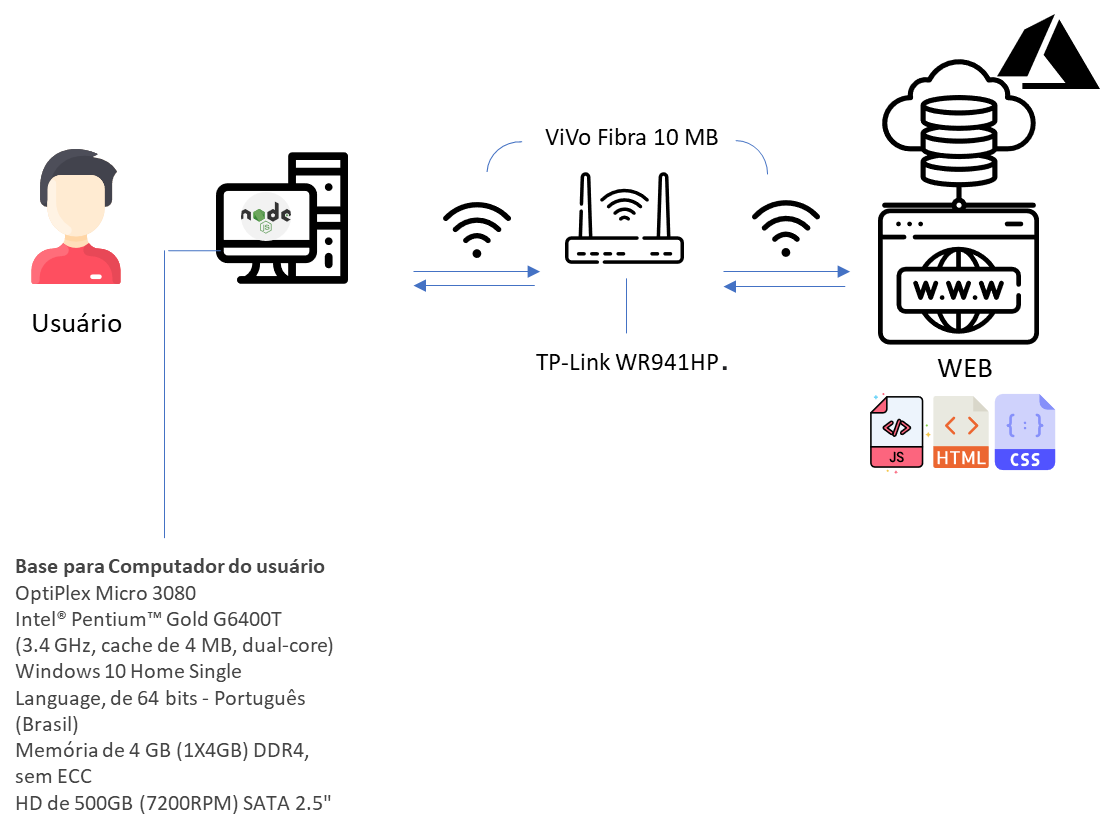 ViVo Fibra 10 MB
node
JS
Usuário
W.W.W
TP-Link WR941HP.
WEB
JS
HTML
{ : }
CSS
Base para Computador do usuário
OptiPlex Micro 3080
Intel® Pentium™ Gold G6400T
(3.4 GHz, cache de 4 MB, dual-core)
Windows 10 Home Single
Language, de 64 bits - Português
(Brasil)
Memória de 4 GB (1X4GB) DDR4,
sem ECC
HD de 500GB (7200RPM) SATA 2.5"